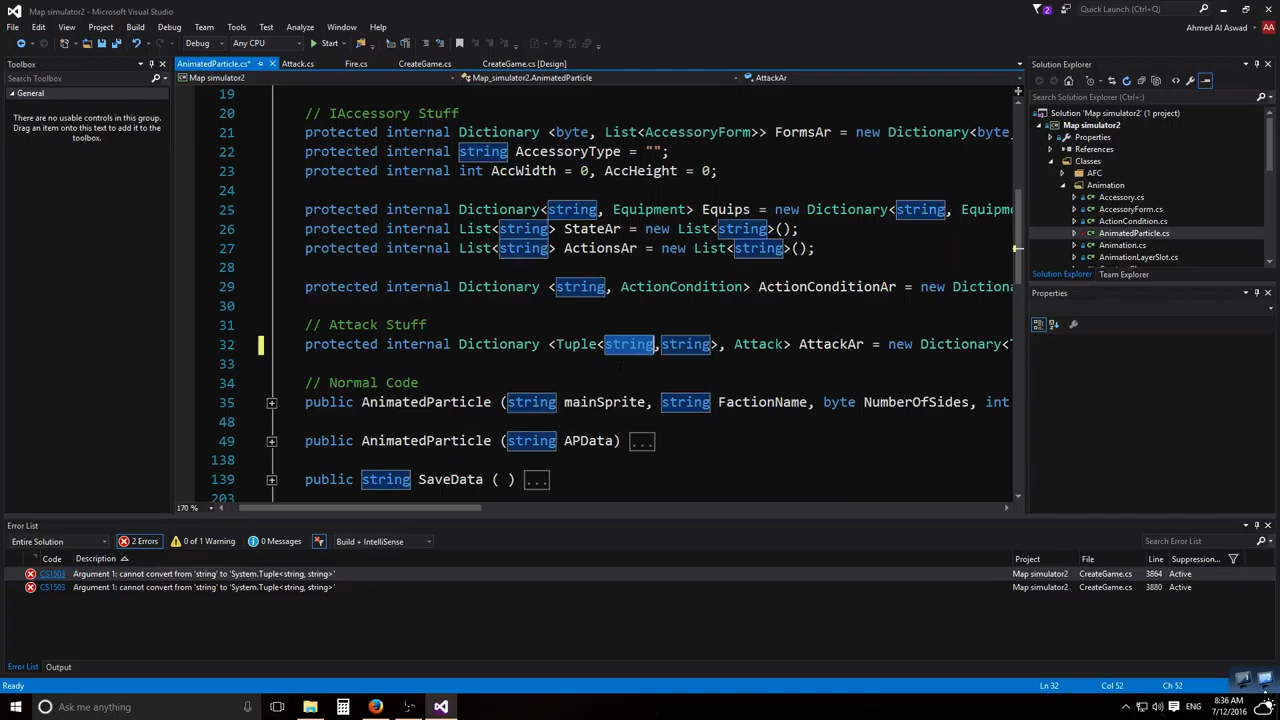 Map simulator2 - Microsoft Visual Studio
2
Quick Launch (Ctrl+;)
File Edit View Project Build Debug Team Tools Test Analyze Window Help
Ahmed Al Aswad AA
Debug Any CPU Start
Toolbox
AnimatedParticle.cs* Attack.cs Fire.cs CreateGame.cs CreateGame.cs [Design]
Solution Explorer
Search Toolbox
Map simulator2 Map_simulator2.AnimatedParticle AttackAr
General
There are no usable controls in this group.
Drag an item onto this text to add it to the
toolbox.
19
20 // IAccessory Stuff
21 protected internal Dictionary <byte, List<AccessoryForm>> FormsAr = new Dictionary<byte,
22 protected internal string AccessoryType = "";
23 protected internal int AccWidth = 0, AccHeight = 0;
24
25 protected internal Dictionary<string, Equipment> Equips = new Dictionary<string, Equipme
26 protected internal List<string> StateAr = new List<string>();
27 protected internal List<string> ActionsAr = new List<string>();
28
29 protected internal Dictionary <string, ActionCondition> ActionConditionAr = new Dictiona
30
31 // Attack Stuff
32 protected internal Dictionary <Tuple<string,string>, Attack> AttackAr = new Dictionary<T
33
34 // Normal Code
35 public AnimatedParticle (string mainSprite, string FactionName, byte NumberOfSides, int
48
49 public AnimatedParticle (string APData) ...
138
139 public string SaveData ( ) ...
203
170 %
Search Solution Explorer (Ctrl+;)
Solution 'Map simulator2' (1 project)
Map simulator2
Properties
References
Classes
AFC
Animation
Accessory.cs
AccessoryForm.cs
ActionCondition.cs
AnimatedParticle.cs
Animation.cs
AnimationLayerSlot.cs
Solution Explorer Team Explorer
Properties
Error List
Entire Solution 2 Errors 0 of 1 Warning 0 Messages Build + IntelliSense
Search Error List
Code Description Project File Line Suppression...
CS1503 Argument 1: cannot convert from 'string' to 'System.Tuple<string, string>' Map simulator2 CreateGame.cs 3864 Active
CS1503 Argument 1: cannot convert from 'string' to 'System.Tuple<string, string>' Map simulator2 CreateGame.cs 3880 Active
Error List Output
Ready Ln 32 Col 52 Ch 52
Ask me anything
ENG
8:36 AM
7/12/2016